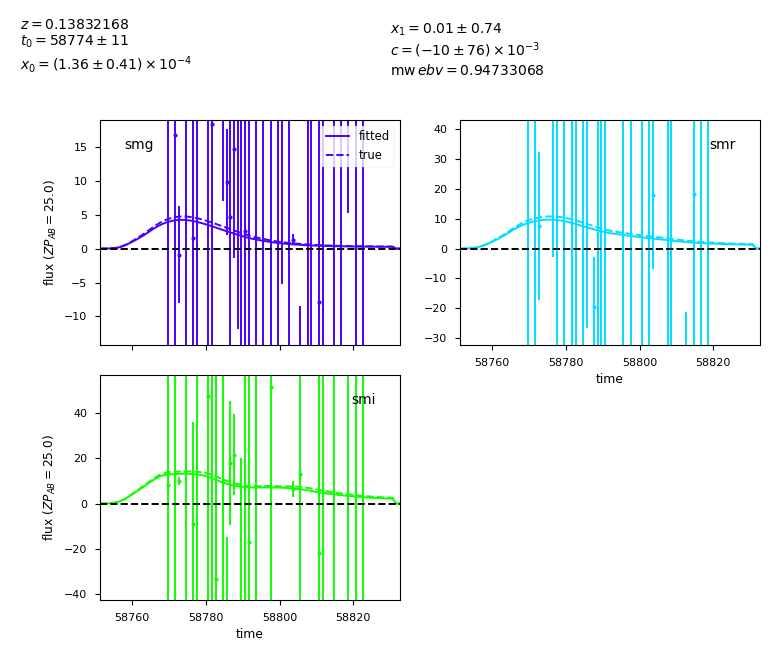 z = 0.13832168
t₀ = 58774 ± 11
x₀ = (1.36 ± 0.41) × 10⁻⁴
x₁ = 0.01 ± 0.74
c = (−10 ± 76) × 10⁻³
mw ebv = 0.94733068
smg
fitted
true
15
10
5
0
−5
−10
flux (ZP_AB = 25.0)
smr
40
30
20
10
0
−10
−20
−30
58760 58780 58800 58820
time
smi
40
20
0
−20
−40
flux (ZP_AB = 25.0)
58760 58780 58800 58820
time